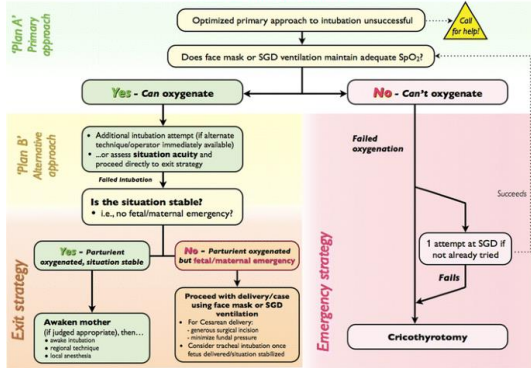 'Plan A'
Primary
approach
Optimized primary approach to intubation unsuccessful
Call
for help!
Does face mask or SGD ventilation maintain adequate SpO₂?
Yes - Can oxygenate
No - Can't oxygenate
'Plan B'
Alternative
approach
• Additional intubation attempt (if alternate
technique/operator immediately available)
• ...or assess situation acuity and
proceed directly to exit strategy
Failed oxygenation
Failed intubation
Succeeds
Is the situation stable?
• i.e., no fetal/maternal emergency?
1 attempt at SGD if
not already tried
Exit strategy
Yes - Parturient
oxygenated, situation stable
No - Parturient oxygenated
but fetal/maternal emergency
Emergency strategy
Fails
Awaken mother
(if judged appropriate), then...
• awake intubation
• regional technique
• local anesthesia
Proceed with delivery/case
using face mask or SGD
ventilation
• For Cesarean delivery:
- generous surgical incision
- minimize fundal pressure
• Consider tracheal intubation once
fetus delivered/situation stabilized
Cricothyrotomy